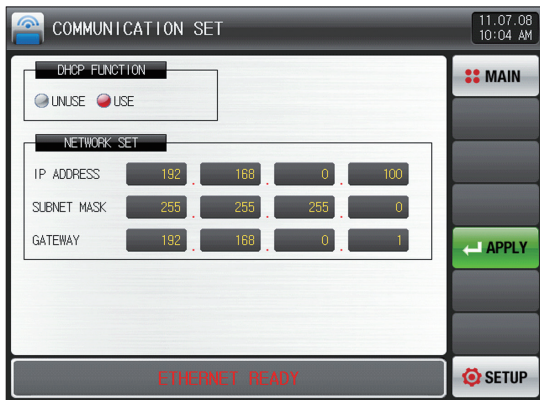 COMMUNICATION SET
11.07.08
10:04 AM
DHCP FUNCTION
UNUSE USE
NETWORK SET
IP ADDRESS 192 . 168 . 0 . 100
SUBNET MASK 255 . 255 . 255 . 0
GATEWAY 192 . 168 . 0 . 1
MAIN
APPLY
ETHERNET READY
SETUP